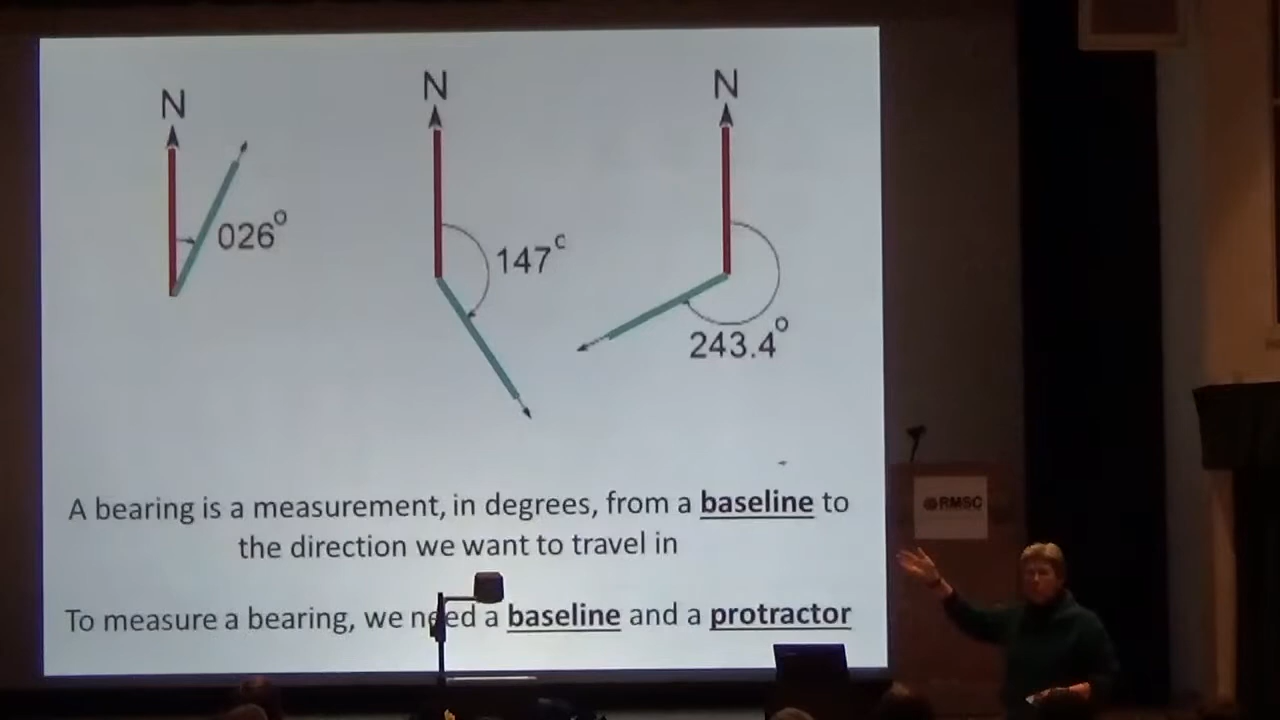 N
N
N
026°
147°
243.4°
A bearing is a measurement, in degrees, from a baseline to
the direction we want to travel in
To measure a bearing, we need a baseline and a protractor
@RMSC